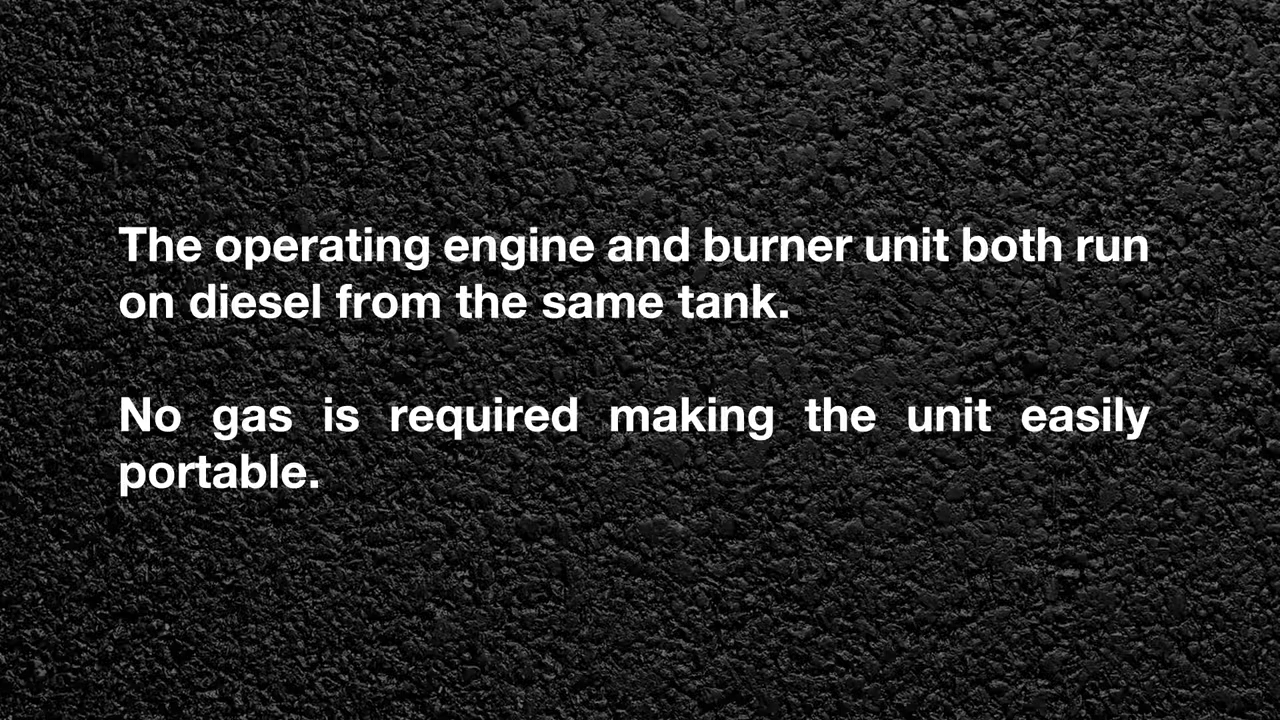 The operating engine and burner unit both run
on diesel from the same tank.
No gas is required making the unit easily
portable.